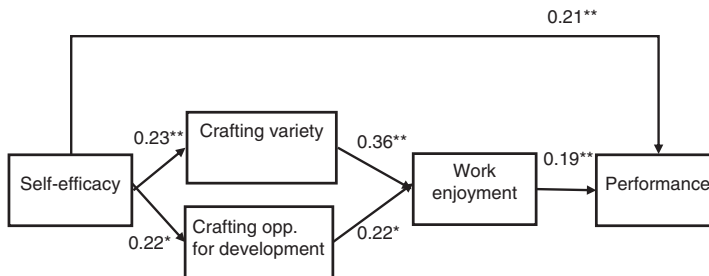 0.21**
0.23**
Crafting variety
0.36**
Self-efficacy
Work
enjoyment
0.19**
Performance
0.22*
Crafting opp.
for development
0.22*